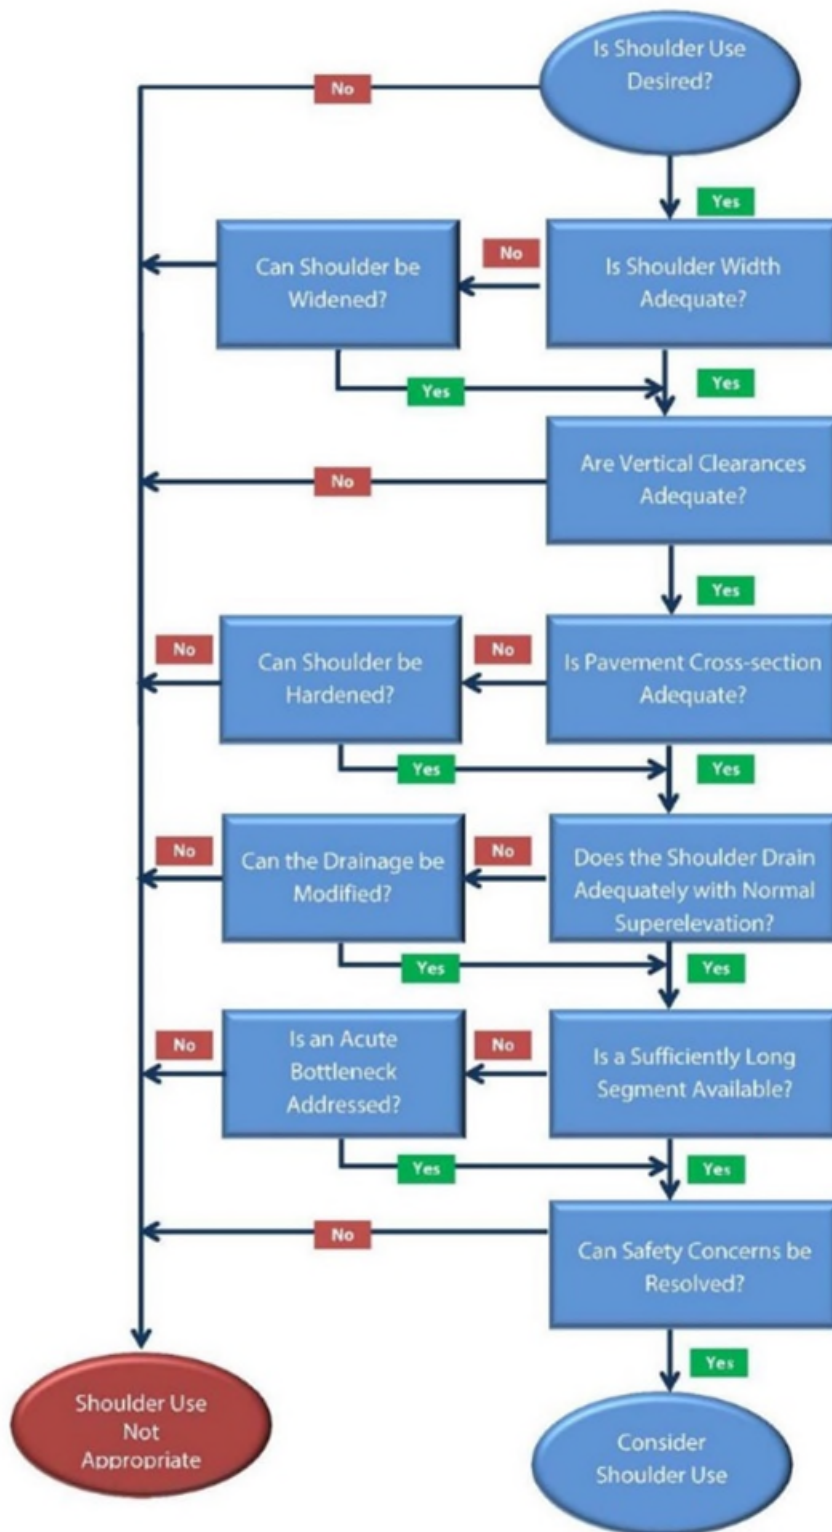 Is Shoulder Use
Desired?
No
Yes
Can Shoulder be
Widened?
No
Is Shoulder Width
Adequate?
Yes
Yes
Are Vertical Clearances
Adequate?
No
Yes
No
Can Shoulder be
Hardened?
No
Is Pavement Cross-section
Adequate?
Yes
Yes
No
Can the Drainage be
Modified?
No
Does the Shoulder Drain
Adequately with Normal
Superelevation?
Yes
Yes
No
Is an Acute
Bottleneck
Addressed?
No
Is a Sufficiently Long
Segment Available?
Yes
Yes
No
Can Safety Concerns be
Resolved?
Yes
Shoulder Use
Not
Appropriate
Consider
Shoulder Use